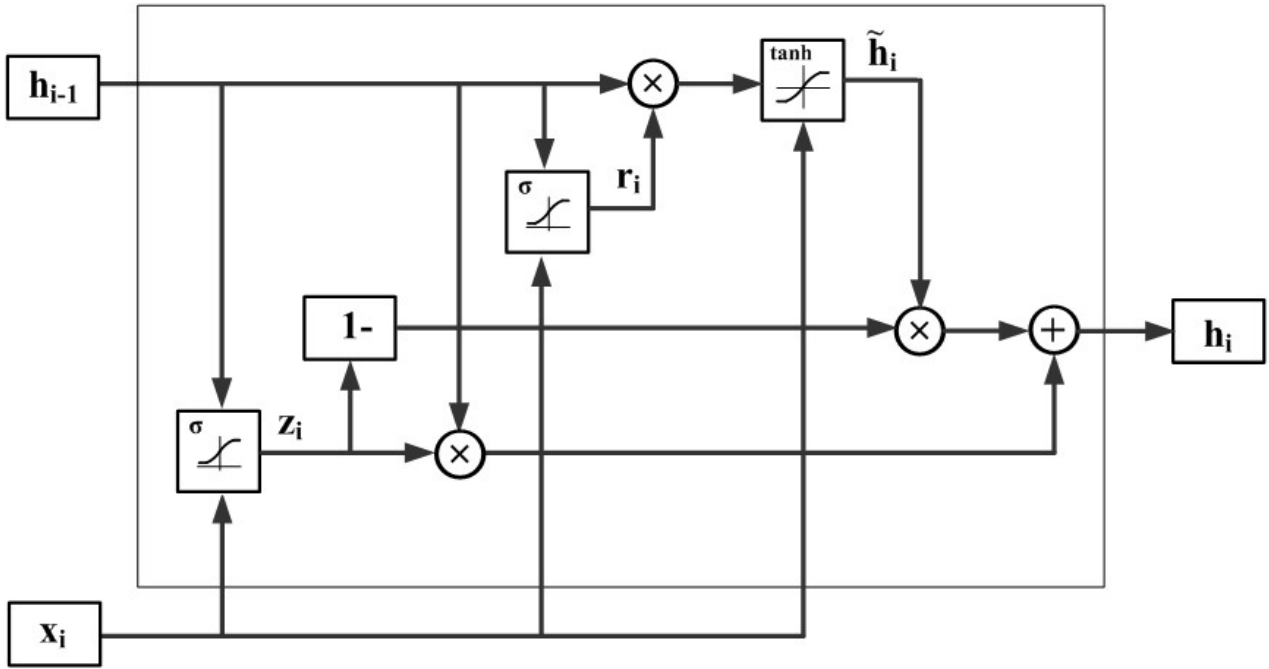 tanh
h̃ᵢ
hᵢ₋₁
×
σ
rᵢ
1-
×
+
hᵢ
σ
zᵢ
×
xᵢ